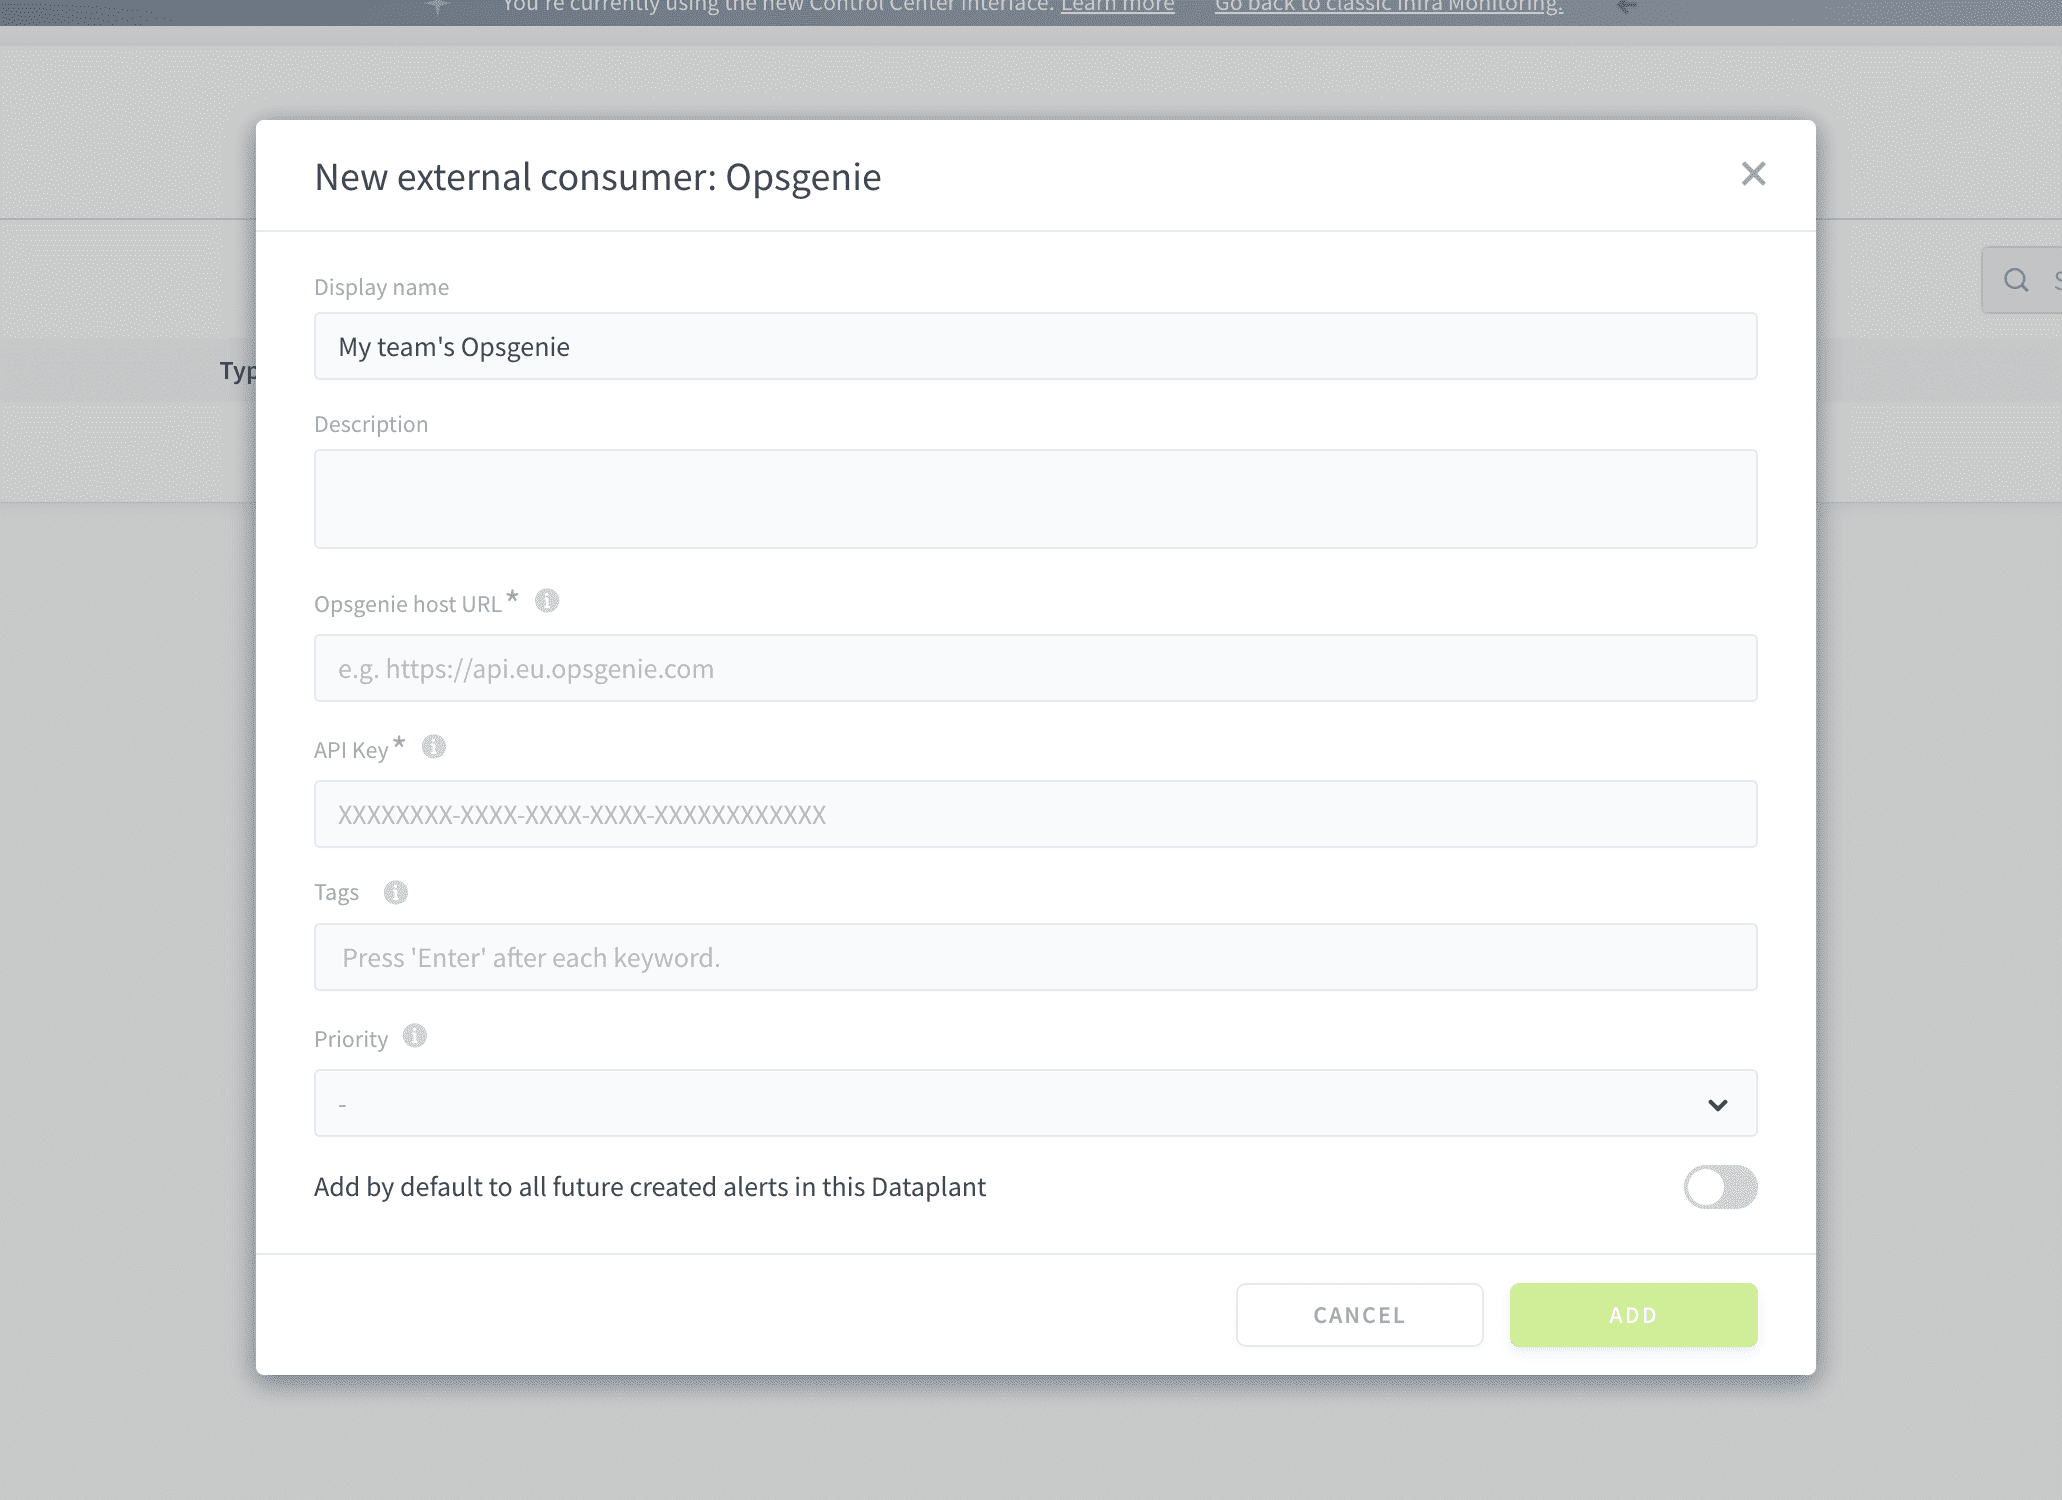 You're currently using the new Control Center interface. Learn more Go back to classic Infra Monitoring.
New external consumer: Opsgenie
Display name
My team's Opsgenie
Description
Opsgenie host URL *
e.g. https://api.eu.opsgenie.com
API Key *
XXXXXXXX-XXXX-XXXX-XXXX-XXXXXXXXXXXX
Tags
Press 'Enter' after each keyword.
Priority
-
Add by default to all future created alerts in this Dataplant
CANCEL
ADD